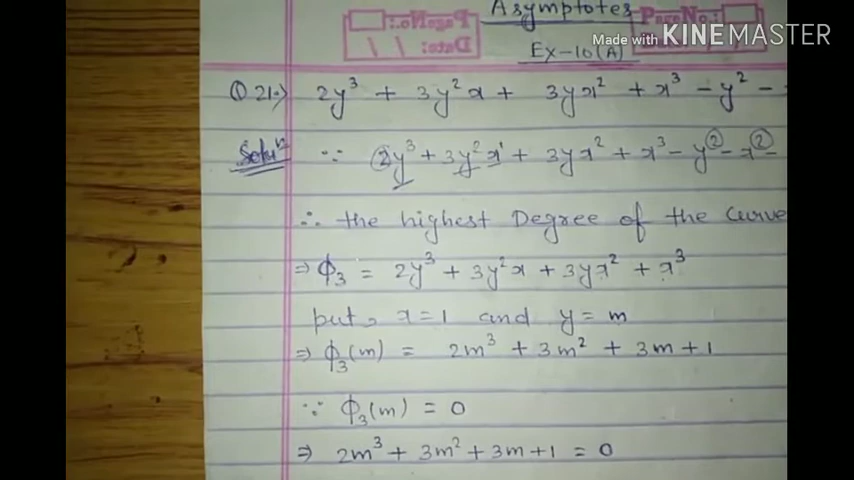 Asymptotes
Page No.:
Made with KINEMASTER
Date:
Ex-10(A)
Q 21.> 2y³ + 3y²x + 3yx² + x³ - y² -
Solu^n ∵ 2y³ + 3y²x' + 3yx² + x³ - y² - x² -
∴ the highest Degree of the Curve
⇒ ϕ₃ = 2y³ + 3y²x + 3yx² + x³
put, x = 1 and y = m
⇒ ϕ₃(m) = 2m³ + 3m² + 3m + 1
∵ ϕ₃(m) = 0
⇒ 2m³ + 3m² + 3m + 1 = 0